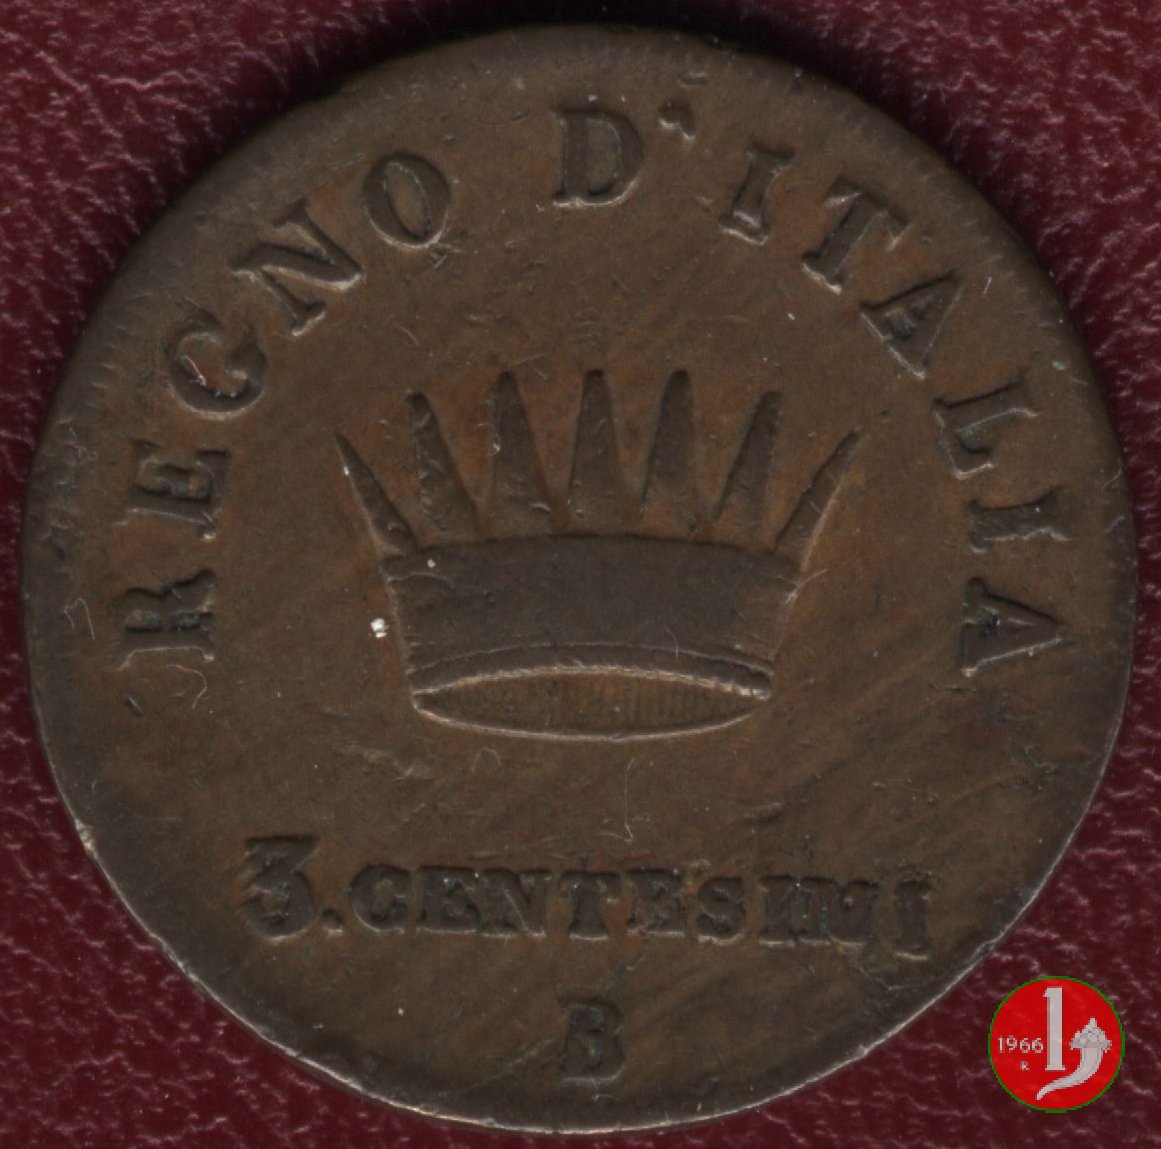 REGNO D'ITALIA
3.CENTESIMI
B
1966
R